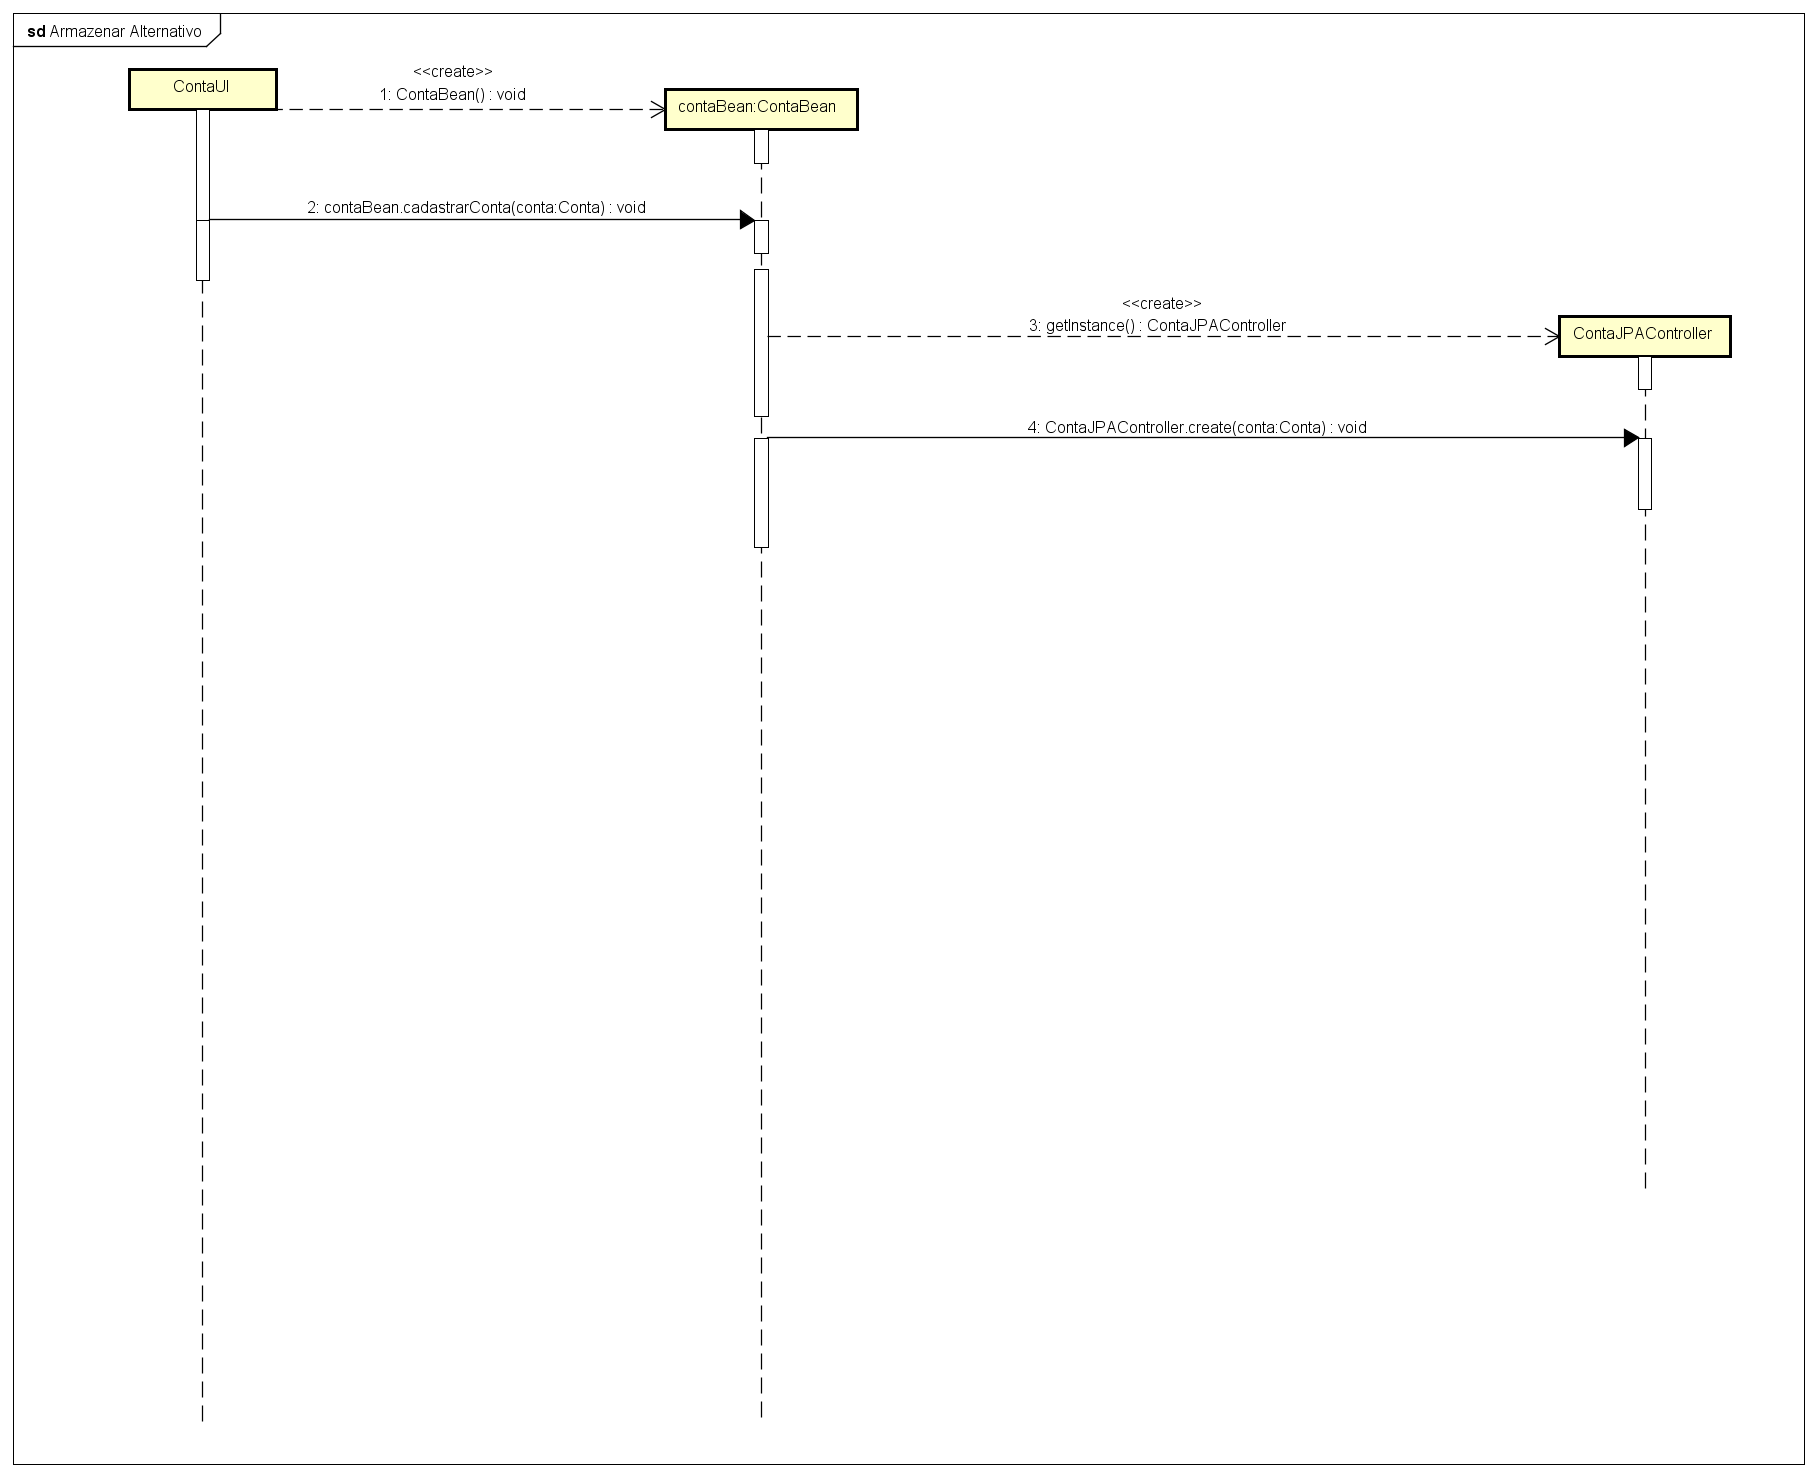 sd Armazenar Alternativo
<<create>>
ContaUI
1: ContaBean() : void
contaBean:ContaBean
2: contaBean.cadastrarConta(conta:Conta) : void
<<create>>
3: getInstance() : ContaJPAController
ContaJPAController
4: ContaJPAController.create(conta:Conta) : void